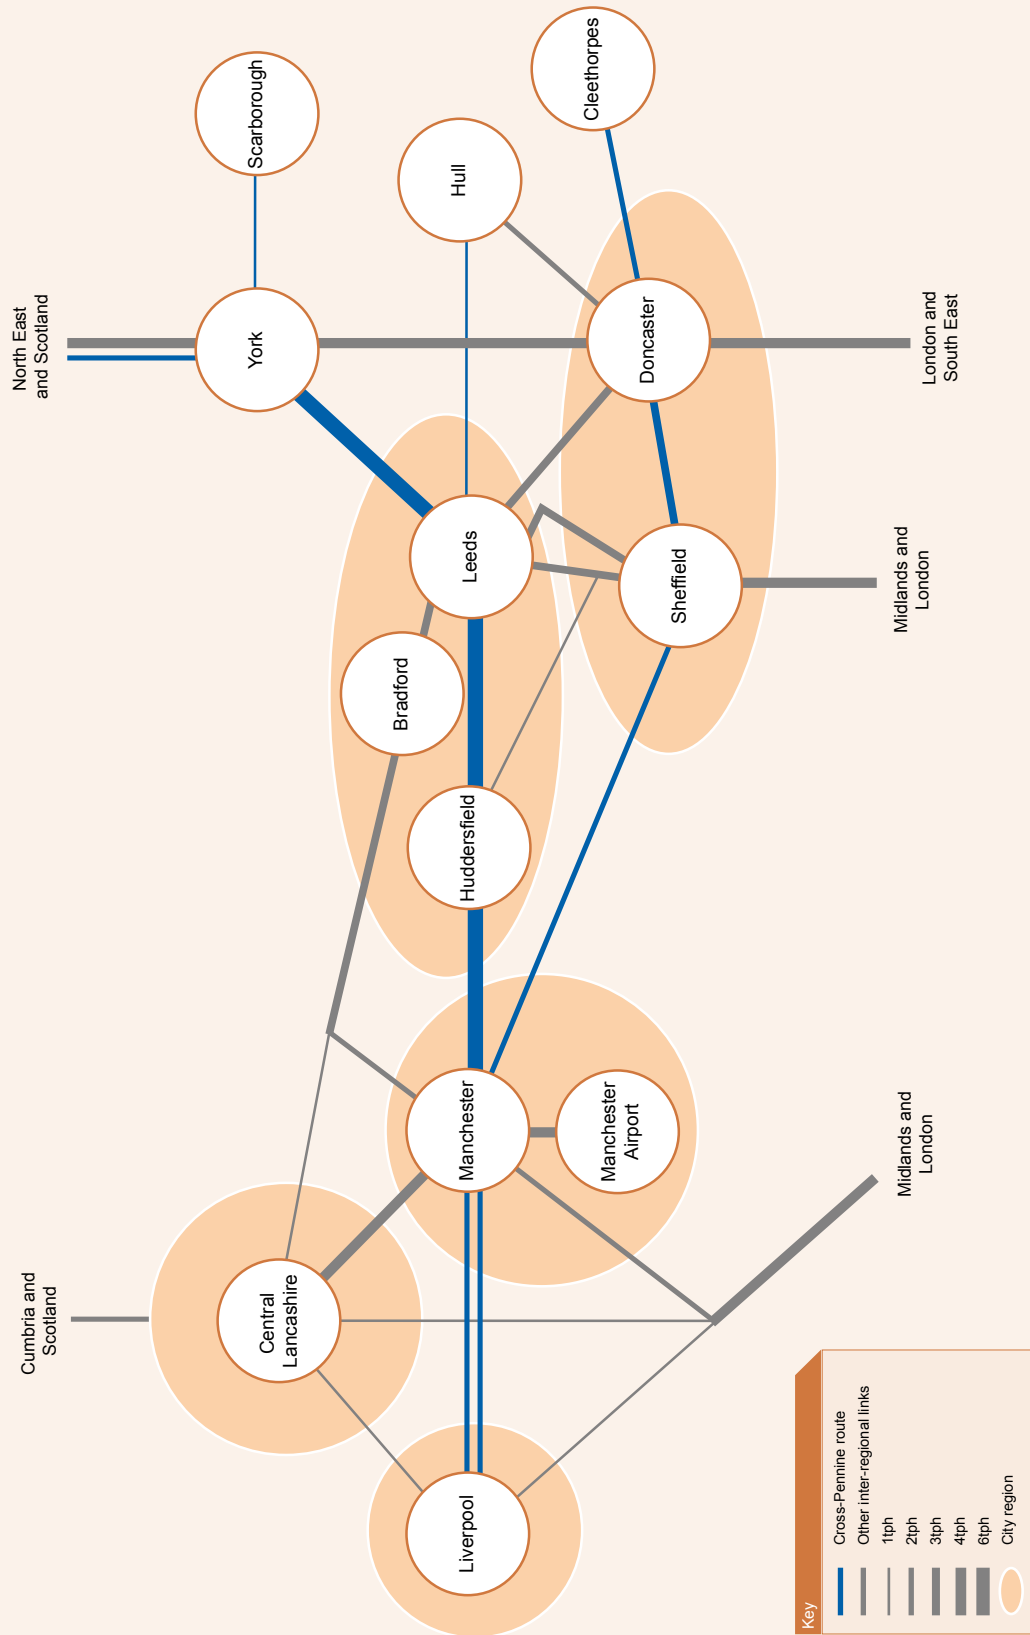 Cumbria and
Scotland
North East
and Scotland
Scarborough
York
Central
Lancashire
Bradford
Hull
Liverpool
Manchester
Huddersfield
Leeds
Cleethorpes
Manchester
Airport
Sheffield
Doncaster
Midlands and
London
Midlands and
London
London and
South East
Key
Cross-Pennine route
Other inter-regional links
1tph
2tph
3tph
4tph
6tph
City region